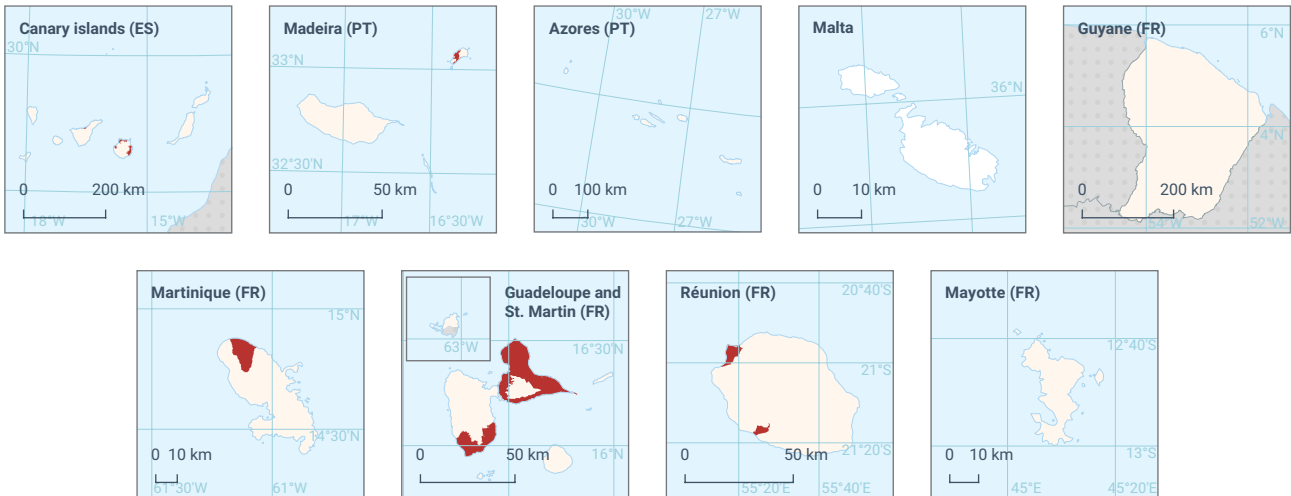 Canary islands (ES)
30°N
0 200 km
18°W 15°W
Madeira (PT)
33°N
32°30'N
0 50 km
17°W 16°30'W
Azores (PT)
30°W 27°W
0 100 km
30°W 27°W
Malta
36°N
0 10 km
Guyane (FR)
6°N
4°N
0 200 km
54°W 52°W
Martinique (FR)
15°N
14°30'N
0 10 km
61°30'W 61°W
Guadeloupe and
St. Martin (FR)
63°W
16°30'N
0 50 km
16°N
Réunion (FR)
20°40'S
21°S
0 50 km
21°20'S
55°20'E 55°40'E
Mayotte (FR)
12°40'S
0 10 km
13°S
45°E 45°20'E